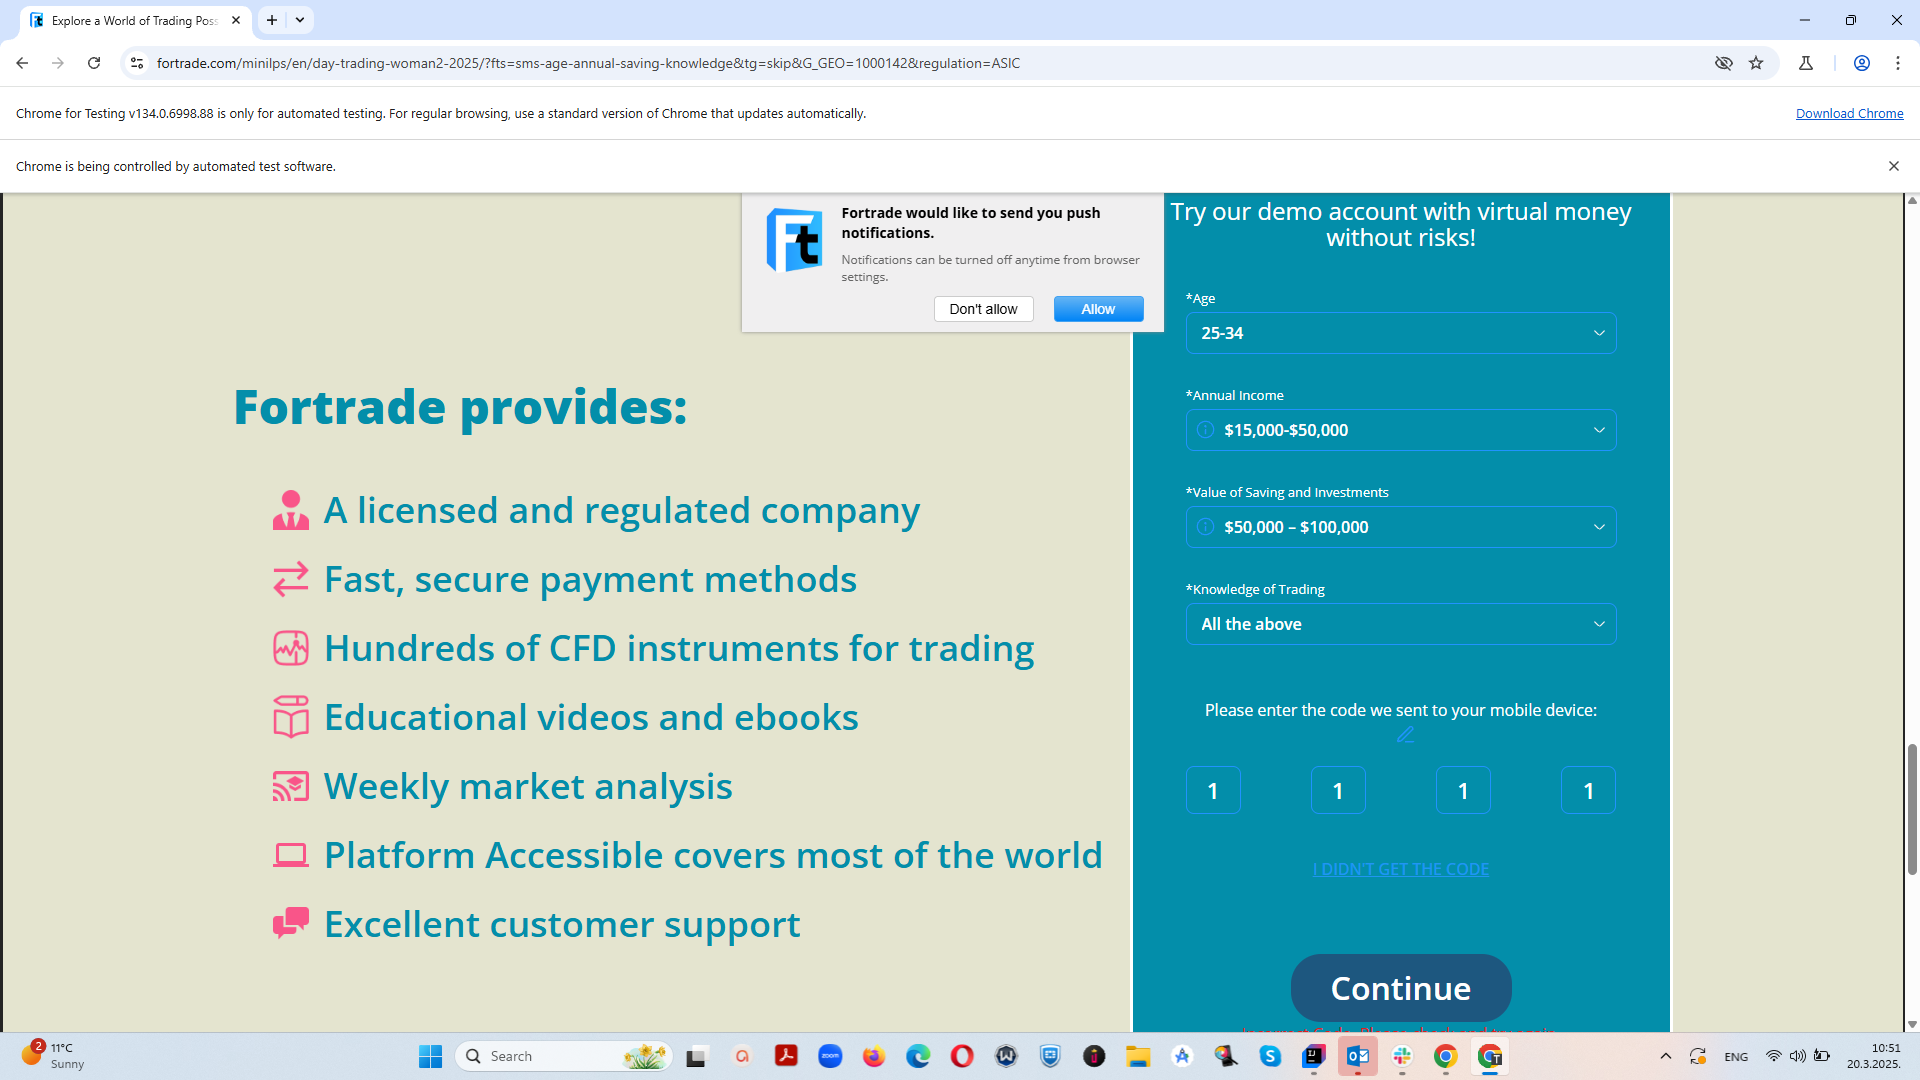 Explore a World of Trading Poss
fortrade.com/minilps/en/day-trading-woman2-2025/?fts=sms-age-annual-saving-knowledge&tg=skip&G_GEO=1000142&regulation=ASIC
Chrome for Testing v134.0.6998.88 is only for automated testing. For regular browsing, use a standard version of Chrome that updates automatically.
Download Chrome
Chrome is being controlled by automated test software.
Ft
Fortrade would like to send you push
notifications.
Notifications can be turned off anytime from browser
settings.
Don't allow
Allow
Try our demo account with virtual money
without risks!
*Age
25-34
*Annual Income
$15,000-$50,000
*Value of Saving and Investments
$50,000 – $100,000
*Knowledge of Trading
All the above
Please enter the code we sent to your mobile device:
1 1 1 1
I DIDN'T GET THE CODE
Continue
Fortrade provides:
A licensed and regulated company
Fast, secure payment methods
Hundreds of CFD instruments for trading
Educational videos and ebooks
Weekly market analysis
Platform Accessible covers most of the world
Excellent customer support
2
11°C
Sunny
Search
zoom
ENG
10:51
20.3.2025.